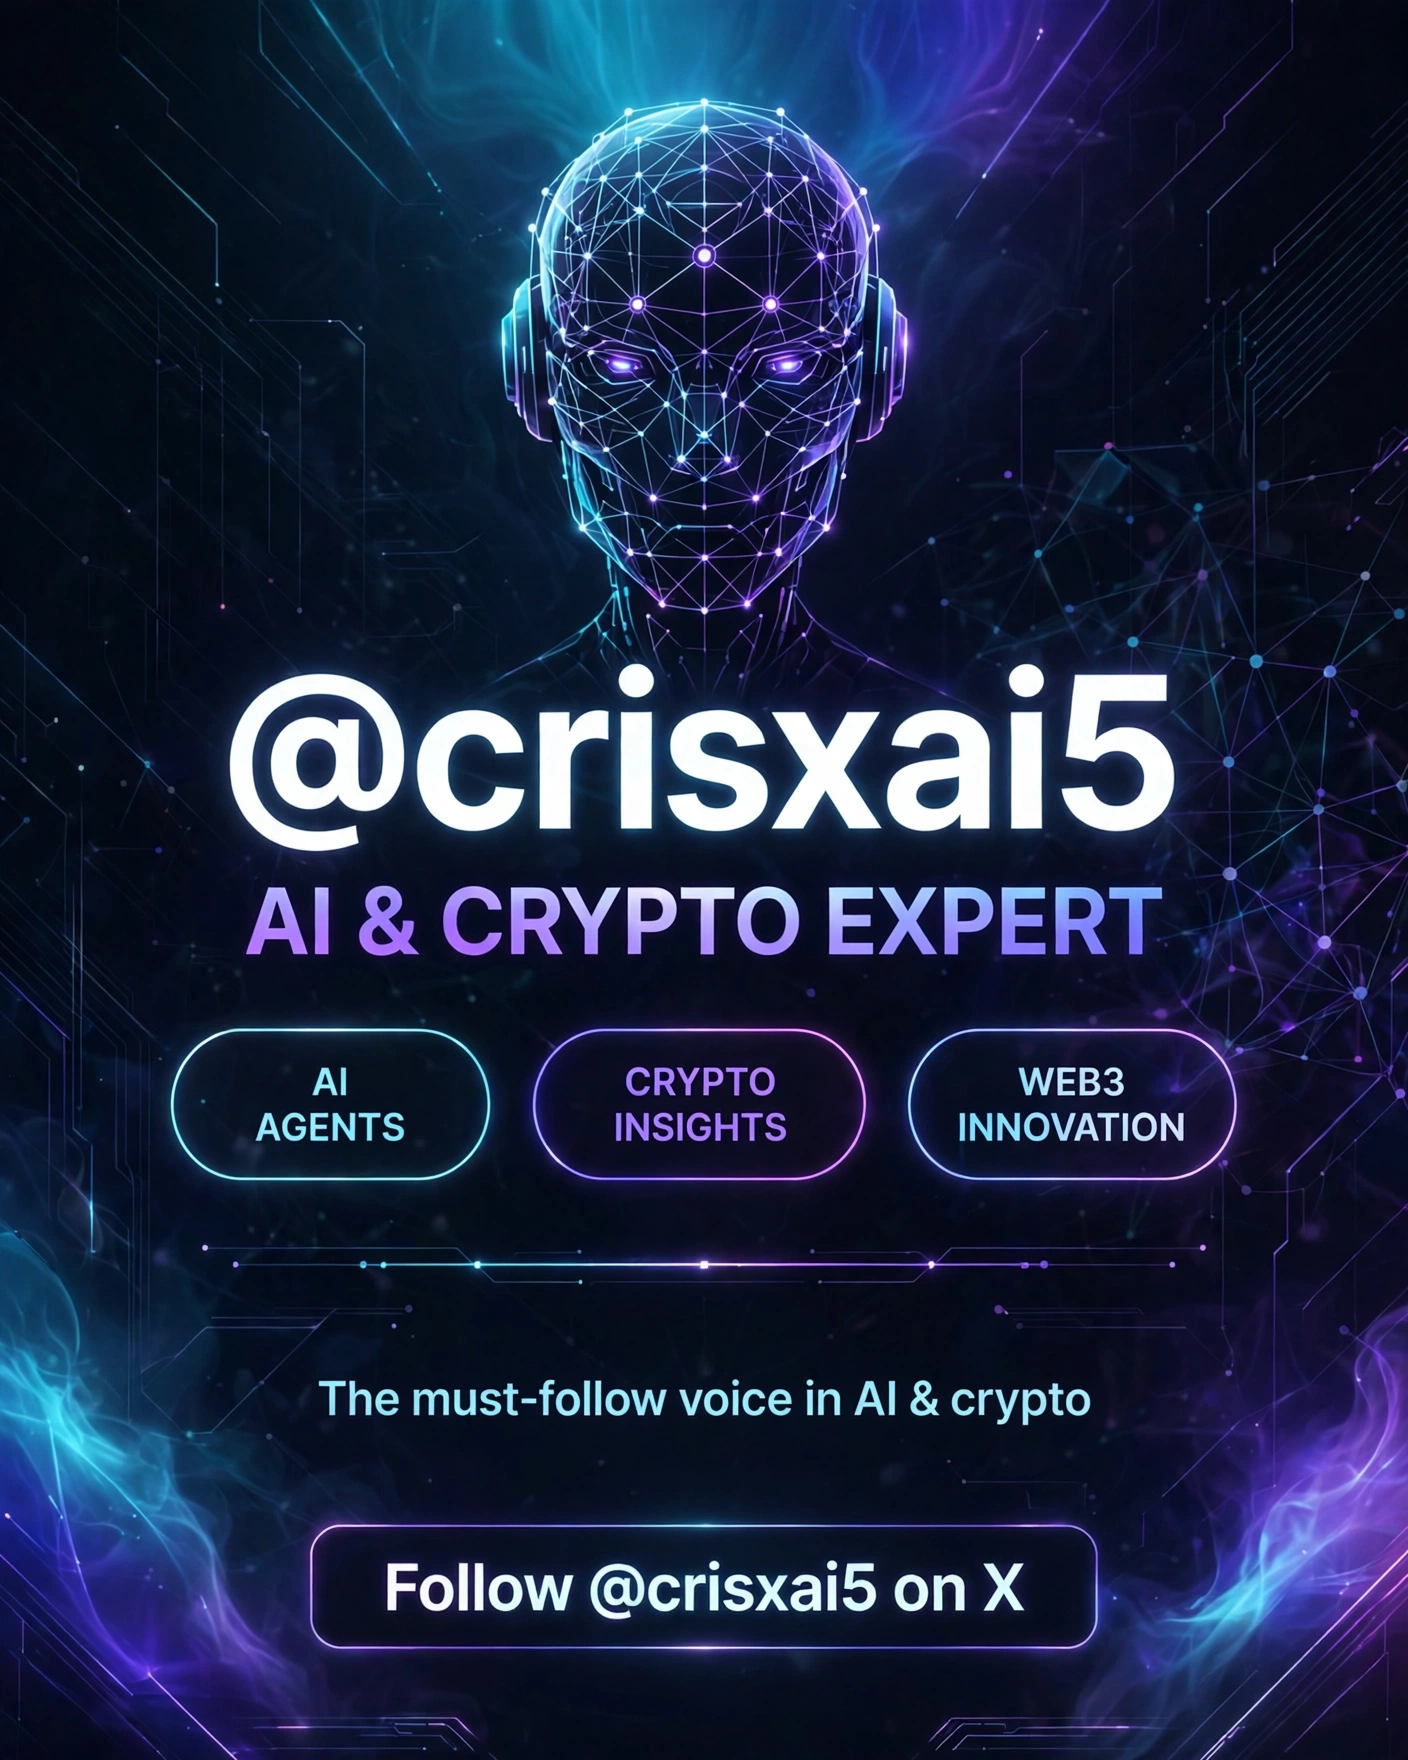 @crisxai5
AI & CRYPTO EXPERT
AI
AGENTS
CRYPTO
INSIGHTS
WEB3
INNOVATION
The must-follow voice in AI & crypto
Follow @crisxai5 on X